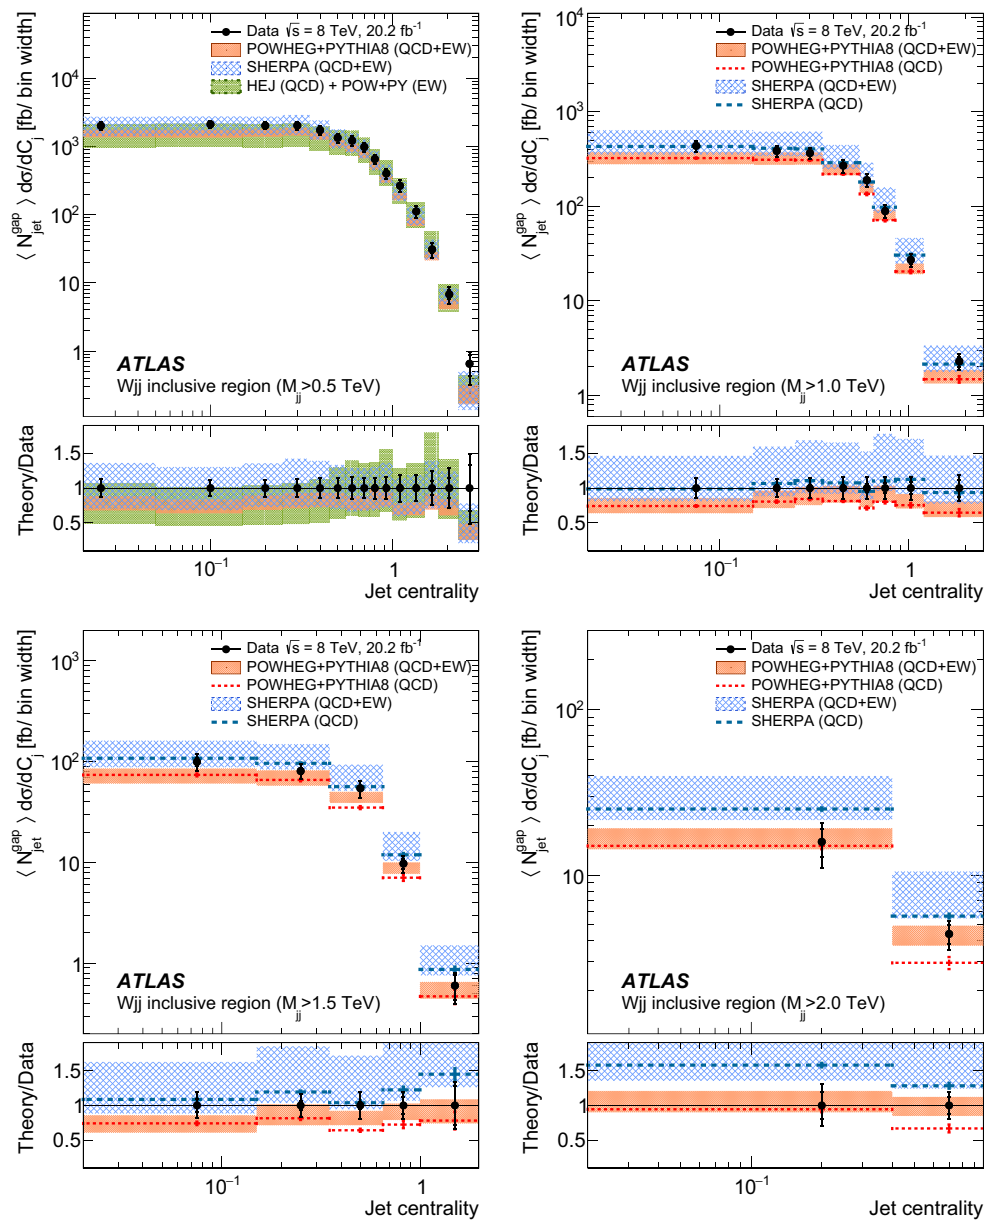 Data √s = 8 TeV, 20.2 fb⁻¹
POWHEG+PYTHIA8 (QCD+EW)
SHERPA (QCD+EW)
HEJ (QCD) + POW+PY (EW)
⟨ N_jet^gap ⟩ dσ/dC_j [fb/ bin width]
10⁴
10³
10²
10
1
ATLAS
Wjj inclusive region (M_jj>0.5 TeV)
Theory/Data
1.5
1
0.5
10⁻¹
1
Jet centrality
Data √s = 8 TeV, 20.2 fb⁻¹
POWHEG+PYTHIA8 (QCD+EW)
POWHEG+PYTHIA8 (QCD)
SHERPA (QCD+EW)
SHERPA (QCD)
⟨ N_jet^gap ⟩ dσ/dC_j [fb/ bin width]
10⁴
10³
10²
10
1
ATLAS
Wjj inclusive region (M_jj>1.0 TeV)
Theory/Data
1.5
1
0.5
10⁻¹
1
Jet centrality
Data √s = 8 TeV, 20.2 fb⁻¹
POWHEG+PYTHIA8 (QCD+EW)
POWHEG+PYTHIA8 (QCD)
SHERPA (QCD+EW)
SHERPA (QCD)
⟨ N_jet^gap ⟩ dσ/dC_j [fb/ bin width]
10³
10²
10
1
ATLAS
Wjj inclusive region (M_jj>1.5 TeV)
Theory/Data
1.5
1
0.5
10⁻¹
1
Jet centrality
Data √s = 8 TeV, 20.2 fb⁻¹
POWHEG+PYTHIA8 (QCD+EW)
POWHEG+PYTHIA8 (QCD)
SHERPA (QCD+EW)
SHERPA (QCD)
⟨ N_jet^gap ⟩ dσ/dC_j [fb/ bin width]
10²
10
ATLAS
Wjj inclusive region (M_jj>2.0 TeV)
Theory/Data
1.5
1
0.5
10⁻¹
Jet centrality